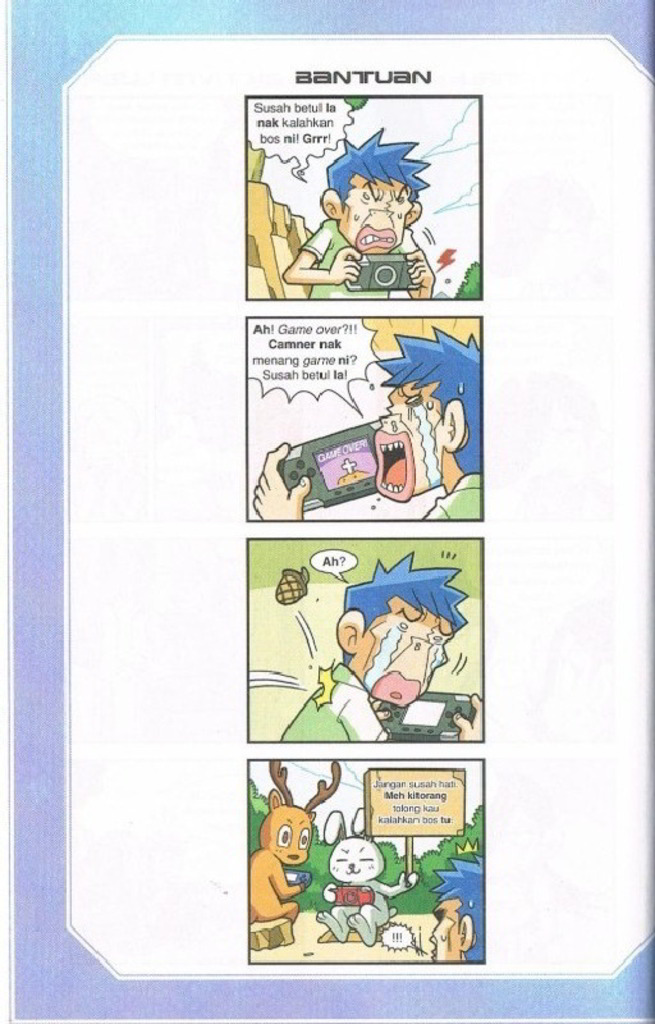 BANTUAN
Susah betul la
nak kalahkan
bos ni! Grrr!
Ah! Game over?!!
Camner nak
menang game ni?
Susah betul la!
GAME OVER!
Ah?
Jangan susah hati.
Meh kitorang
tolong kau
kalahkan bos tu.
!!!